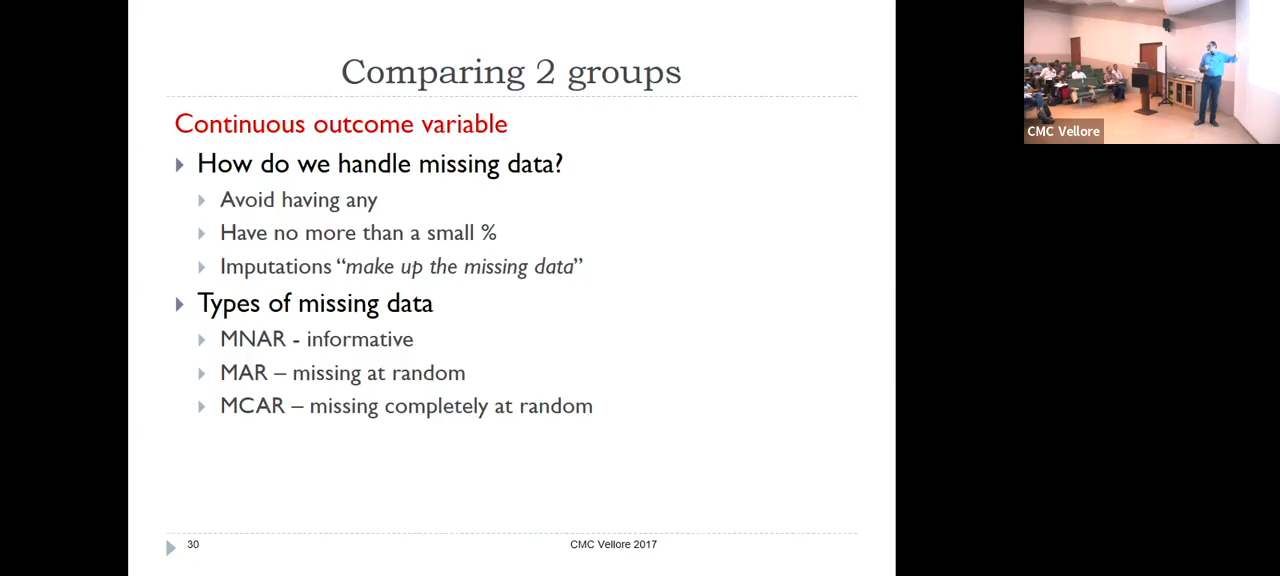 Comparing 2 groups
Continuous outcome variable
How do we handle missing data?
Avoid having any
Have no more than a small %
Imputations “make up the missing data”
Types of missing data
MNAR - informative
MAR – missing at random
MCAR – missing completely at random
30
CMC Vellore 2017
CMC Vellore